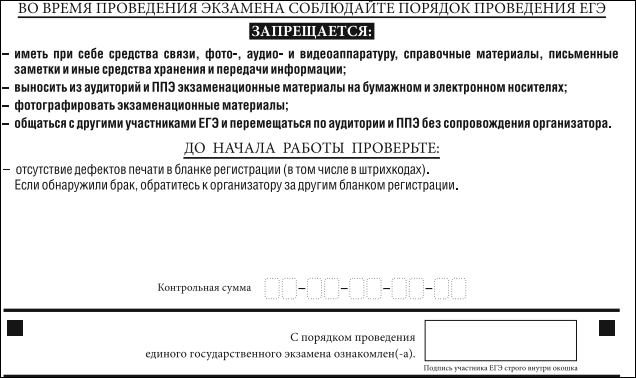 ВО ВРЕМЯ ПРОВЕДЕНИЯ ЭКЗАМЕНА СОБЛЮДАЙТЕ ПОРЯДОК ПРОВЕДЕНИЯ ЕГЭ
ЗАПРЕЩАЕТСЯ:
– иметь при себе средства связи, фото-, аудио- и видеоаппаратуру, справочные материалы, письменные
заметки и иные средства хранения и передачи информации;
– выносить из аудиторий и ППЭ экзаменационные материалы на бумажном и электронном носителях;
– фотографировать экзаменационные материалы;
– общаться с другими участниками ЕГЭ и перемещаться по аудитории и ППЭ без сопровождения организатора.
ДО НАЧАЛА РАБОТЫ ПРОВЕРЬТЕ:
– отсутствие дефектов печати в бланке регистрации (в том числе в штрихкодах).
Если обнаружили брак, обратитесь к организатору за другим бланком регистрации.
Контрольная сумма
С порядком проведения
единого государственного экзамена ознакомлен(-а).
Подпись участника ЕГЭ строго внутри окошка